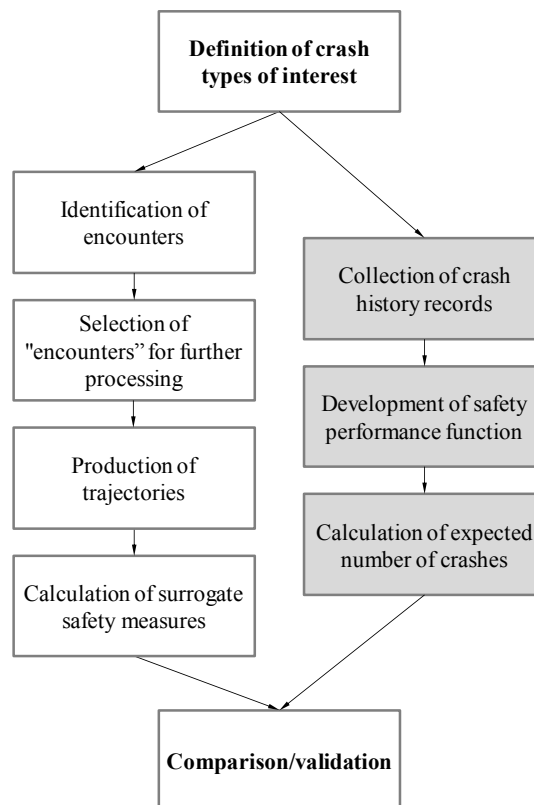 Definition of crash
types of interest
Identification of
encounters
Selection of
"encounters” for further
processing
Production of
trajectories
Calculation of surrogate
safety measures
Collection of crash
history records
Development of safety
performance function
Calculation of expected
number of crashes
Comparison/validation